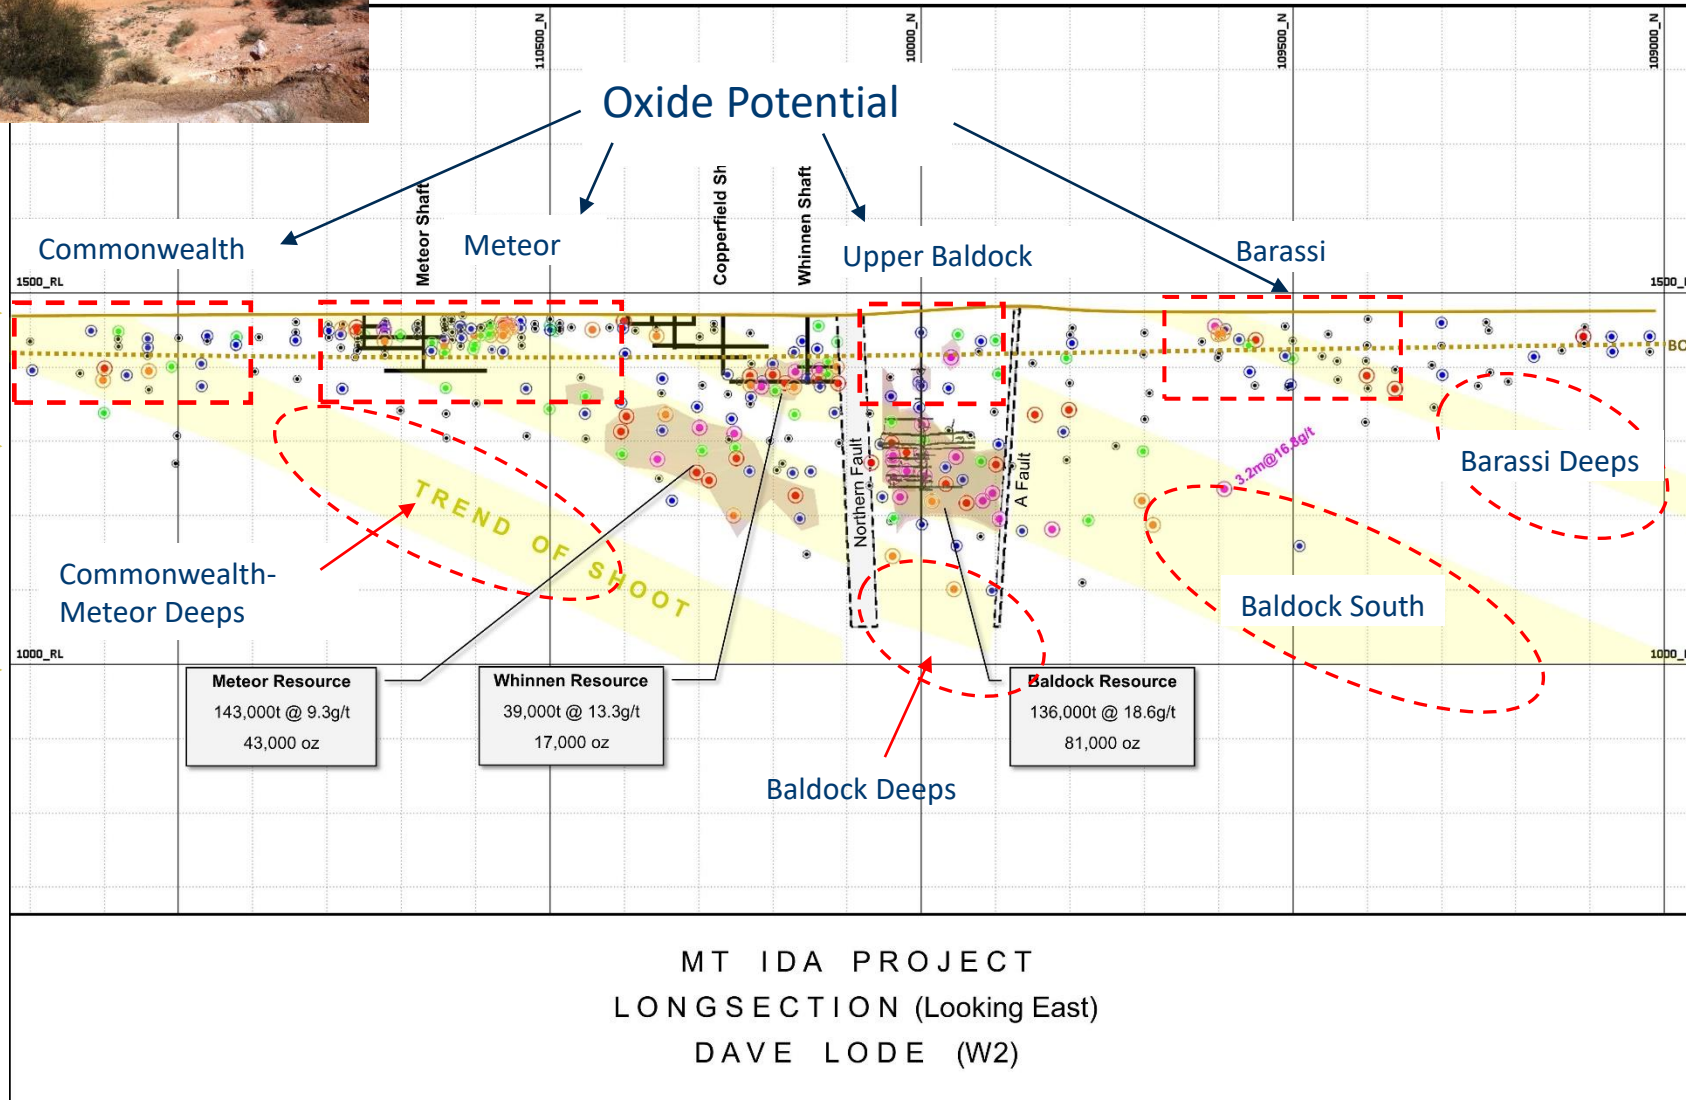 110500_N
10000_N
109500_N
109000_N
Oxide Potential
Meteor Shaft
Copperfield Sh
Whinnen Shaft
Commonwealth
Meteor
Upper Baldock
Barassi
1500_RL
BO
Northern Fault
A Fault
3.2m@16.8g/t
Barassi Deeps
TREND OF SHOOT
Commonwealth-
Meteor Deeps
Baldock South
1000_RL
Meteor Resource
143,000t @ 9.3g/t
43,000 oz
Whinnen Resource
39,000t @ 13.3g/t
17,000 oz
Baldock Resource
136,000t @ 18.6g/t
81,000 oz
Baldock Deeps
MT IDA PROJECT
LONGSECTION (Looking East)
DAVE LODE (W2)